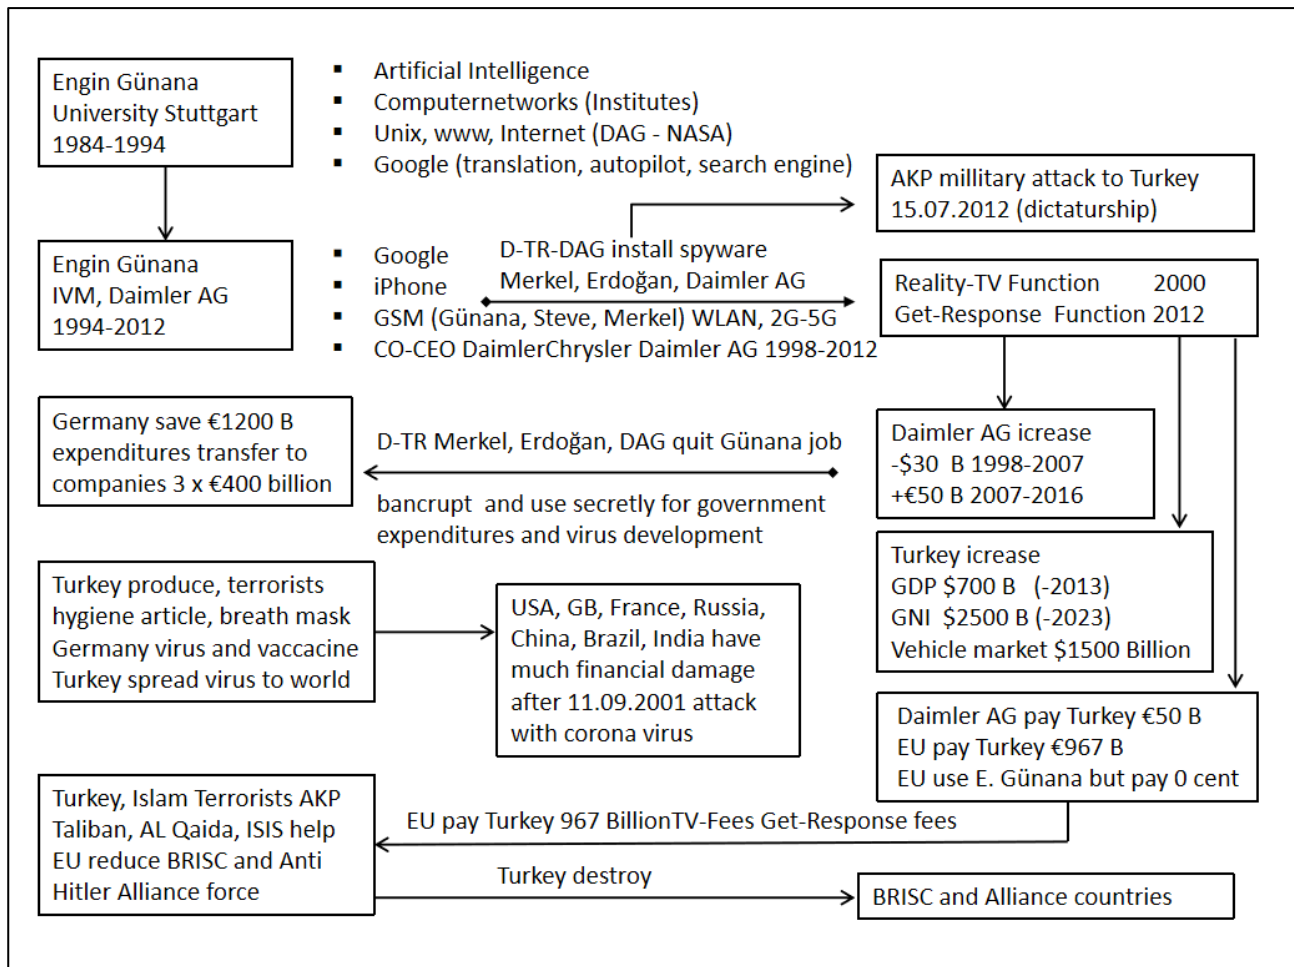 Engin Günana
University Stuttgart
1984-1994
▪ Artificial Intelligence
▪ Computernetworks (Institutes)
▪ Unix, www, Internet (DAG - NASA)
▪ Google (translation, autopilot, search engine)
AKP millitary attack to Turkey
15.07.2012 (dictaturship)
Engin Günana
IVM, Daimler AG
1994-2012
▪ Google
▪ iPhone
▪ GSM (Günana, Steve, Merkel) WLAN, 2G-5G
▪ CO-CEO DaimlerChrysler Daimler AG 1998-2012
D-TR-DAG install spyware
Merkel, Erdoğan, Daimler AG
Reality-TV Function 2000
Get-Response Function 2012
Germany save €1200 B
expenditures transfer to
companies 3 x €400 billion
D-TR Merkel, Erdoğan, DAG quit Günana job
bancrupt and use secretly for government
expenditures and virus development
Daimler AG icrease
-$30 B 1998-2007
+€50 B 2007-2016
Turkey icrease
GDP $700 B (-2013)
GNI $2500 B (-2023)
Vehicle market $1500 Billion
Turkey produce, terrorists
hygiene article, breath mask
Germany virus and vaccacine
Turkey spread virus to world
USA, GB, France, Russia,
China, Brazil, India have
much financial damage
after 11.09.2001 attack
with corona virus
Daimler AG pay Turkey €50 B
EU pay Turkey €967 B
EU use E. Günana but pay 0 cent
Turkey, Islam Terrorists AKP
Taliban, AL Qaida, ISIS help
EU reduce BRISC and Anti
Hitler Alliance force
EU pay Turkey 967 BillionTV-Fees Get-Response fees
Turkey destroy
BRISC and Alliance countries